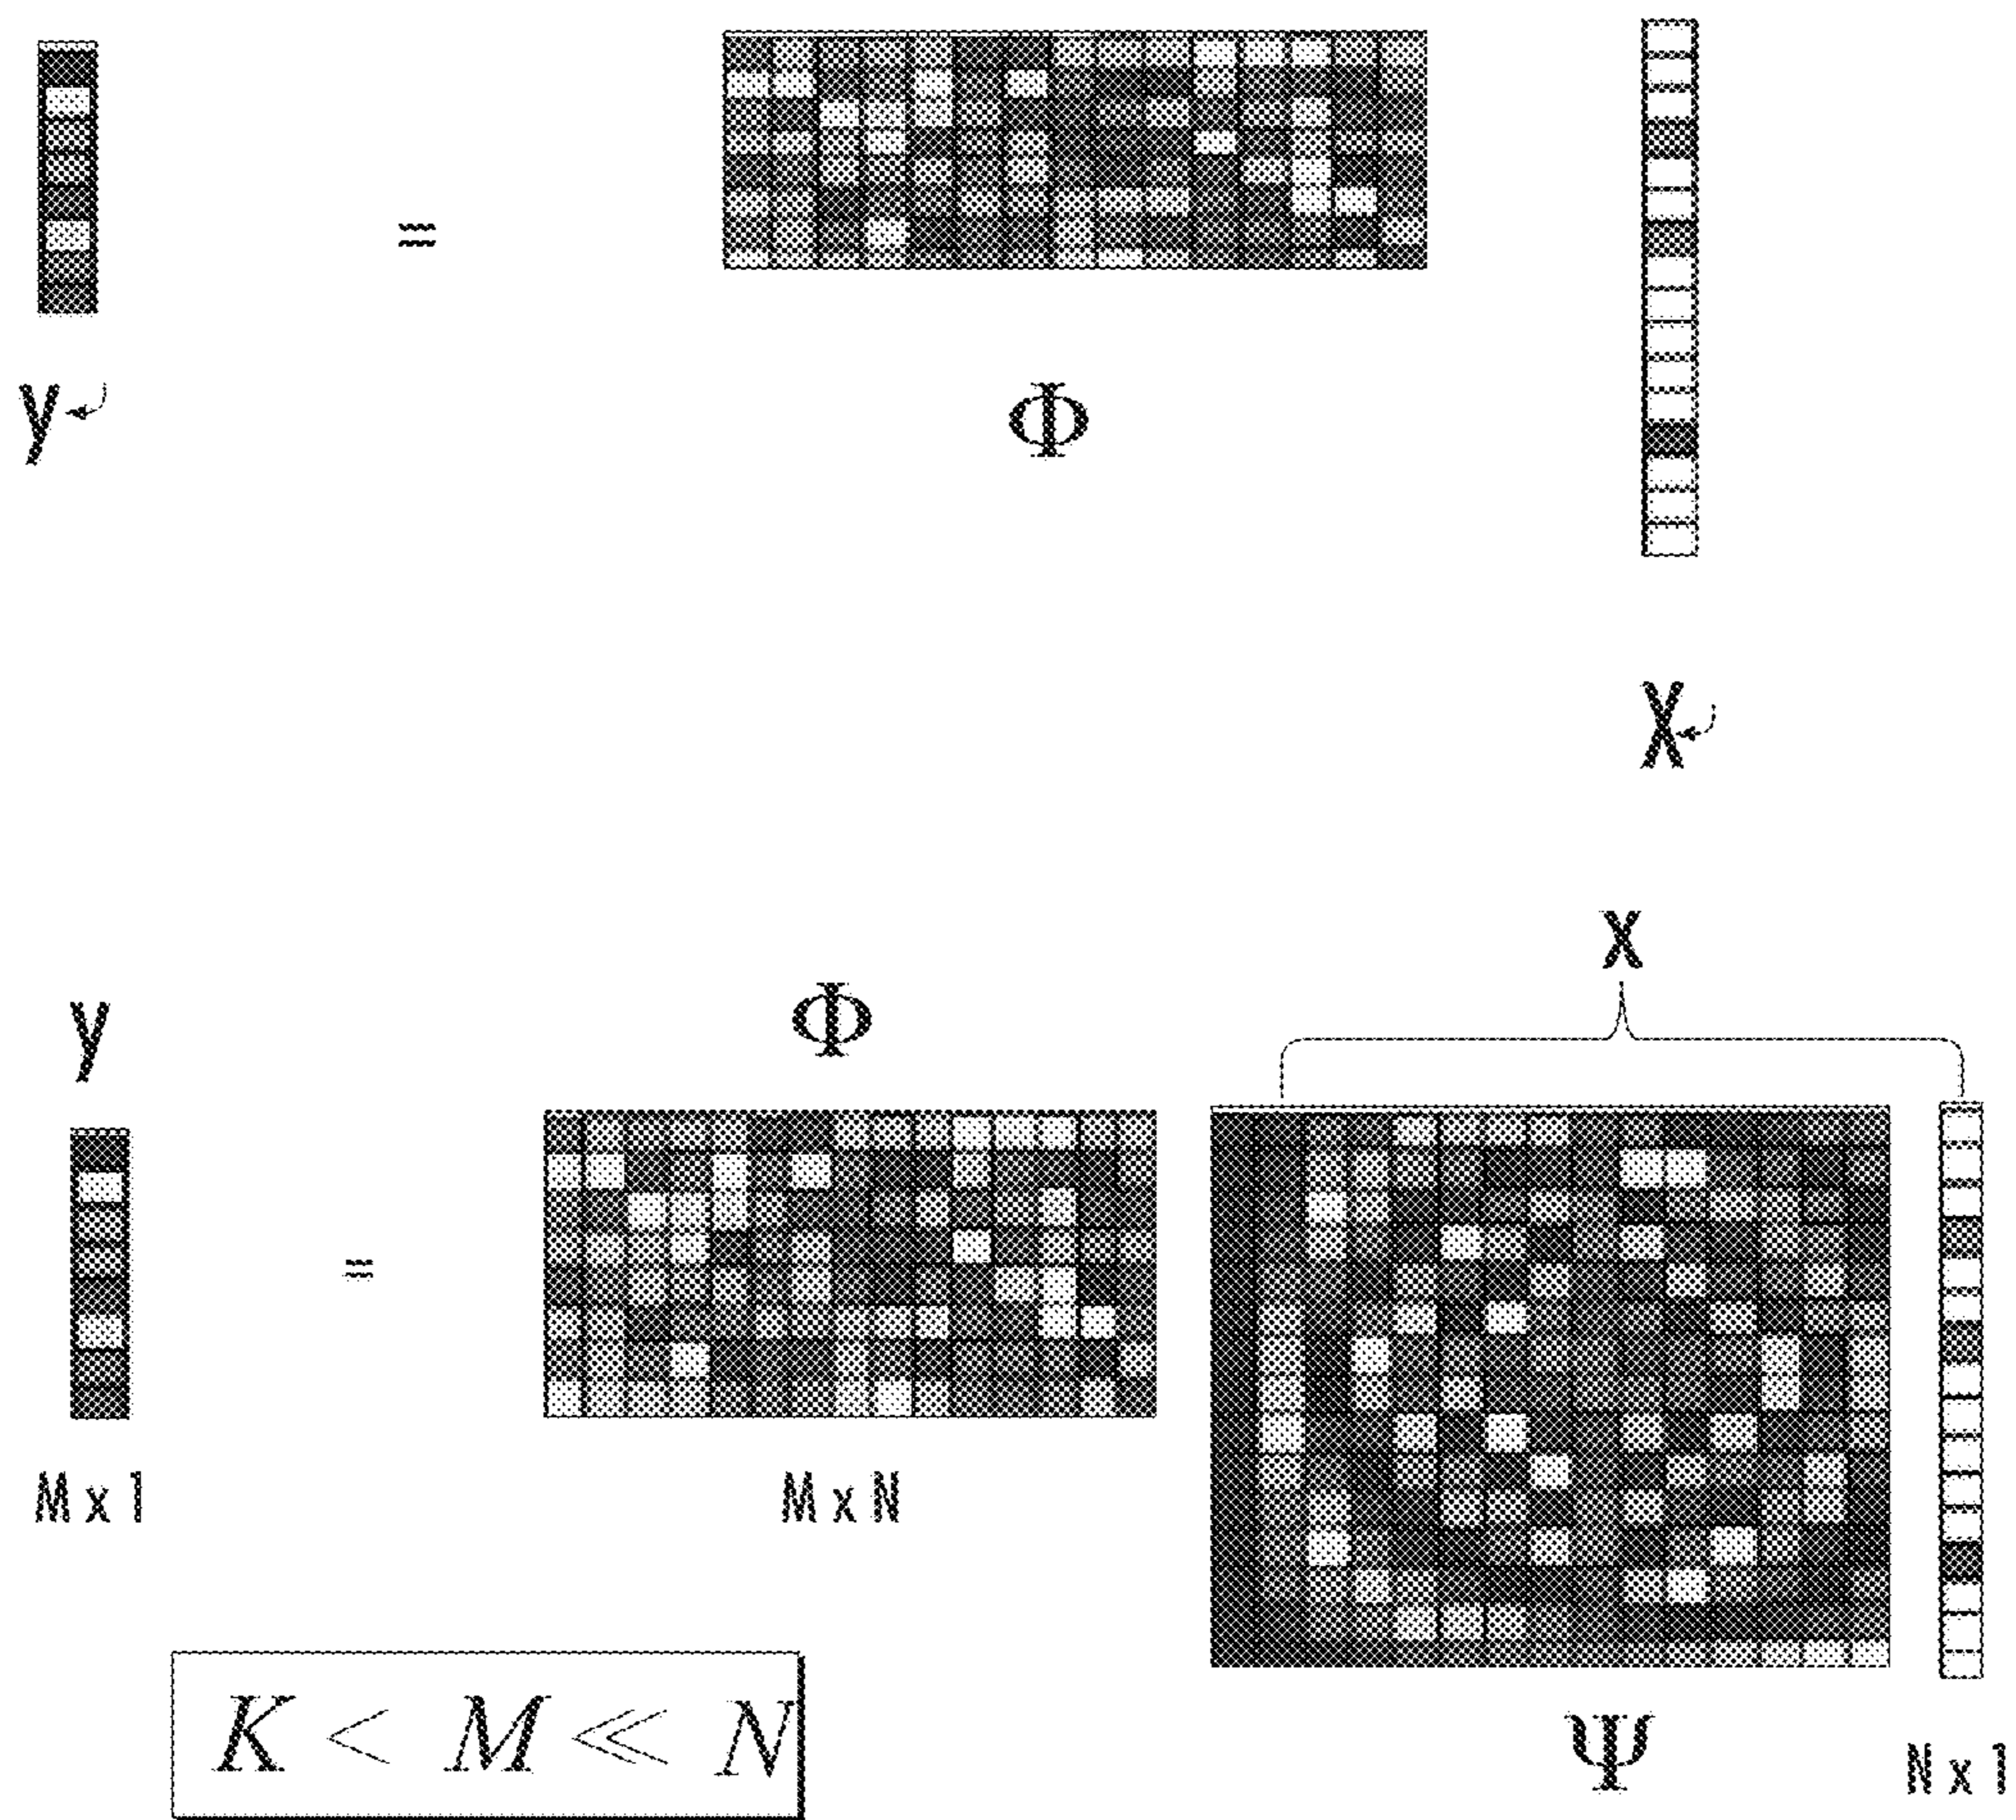 =
y
Φ
X
X
y
Φ
=
M x 1
M x N
K < M ≪ N
Ψ
N x 1